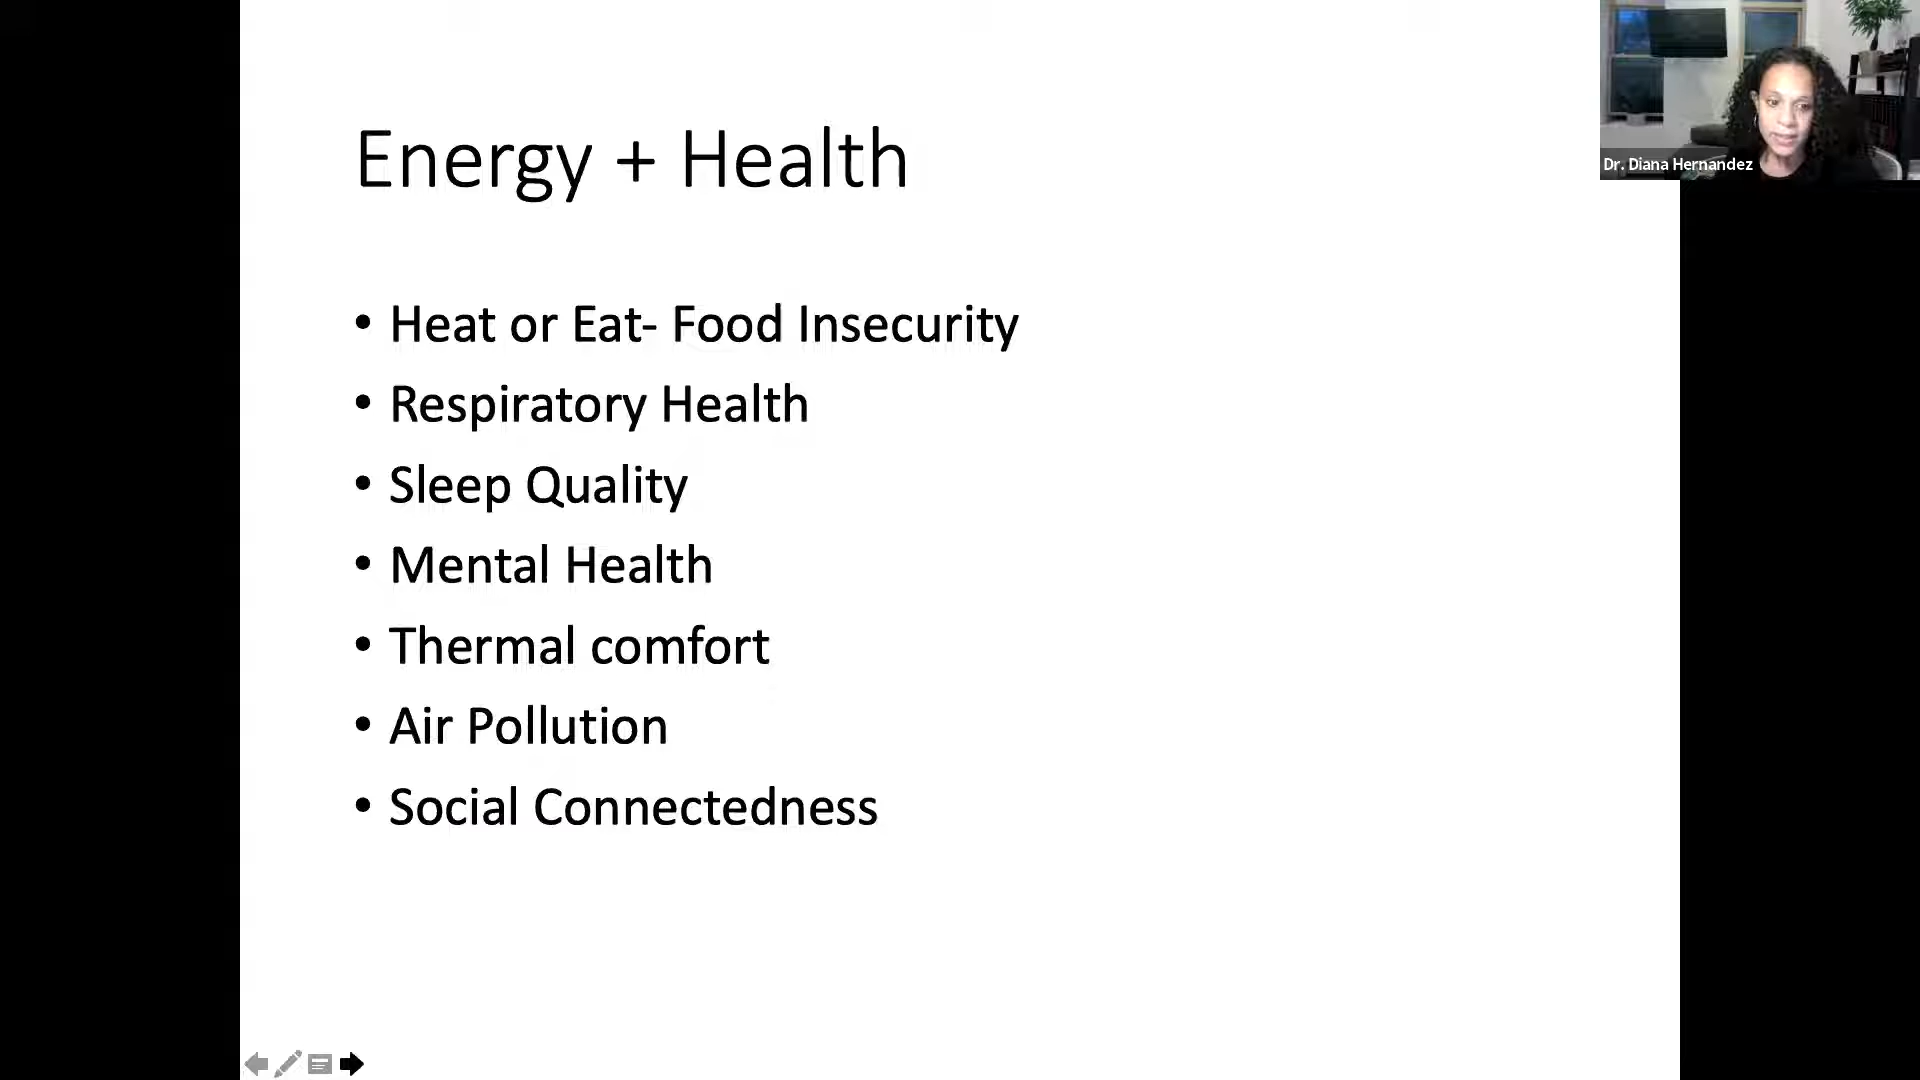 Energy + Health
• Heat or Eat- Food Insecurity
• Respiratory Health
• Sleep Quality
• Mental Health
• Thermal comfort
• Air Pollution
• Social Connectedness
Dr. Diana Hernandez